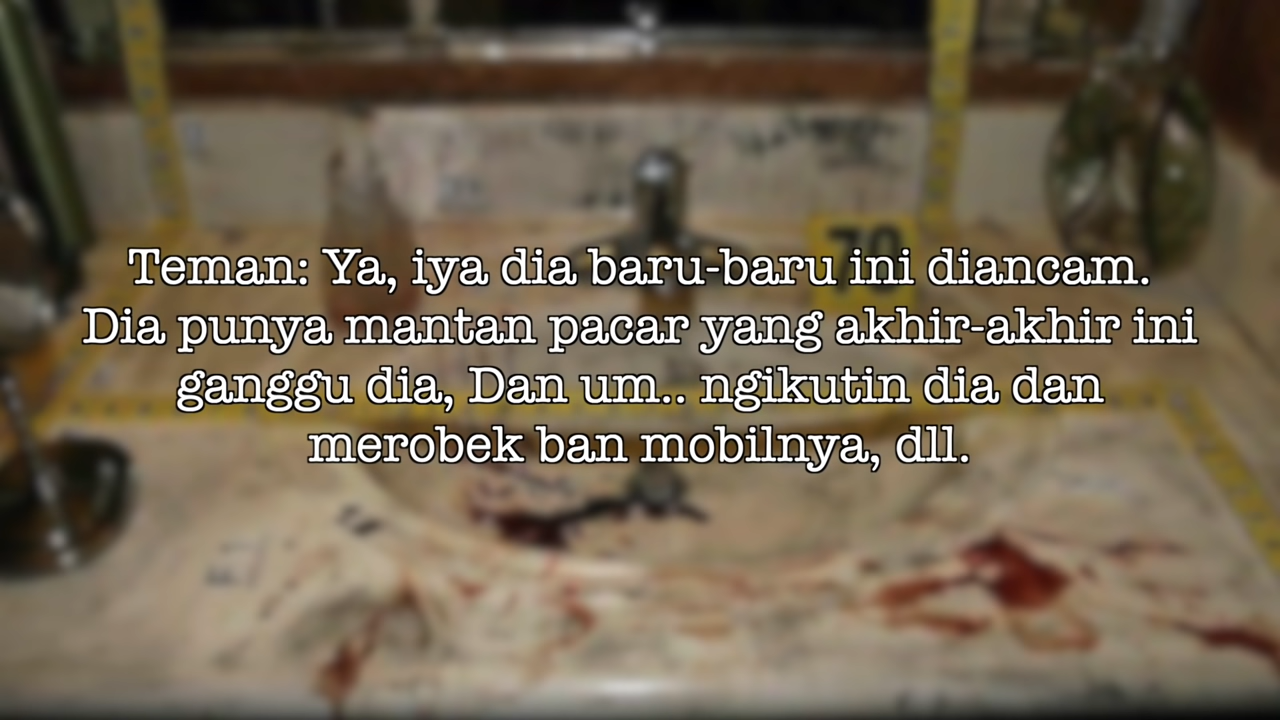 Teman: Ya, iya dia baru-baru ini diancam.
Dia punya mantan pacar yang akhir-akhir ini
ganggu dia, Dan um.. ngikutin dia dan
merobek ban mobilnya, dll.